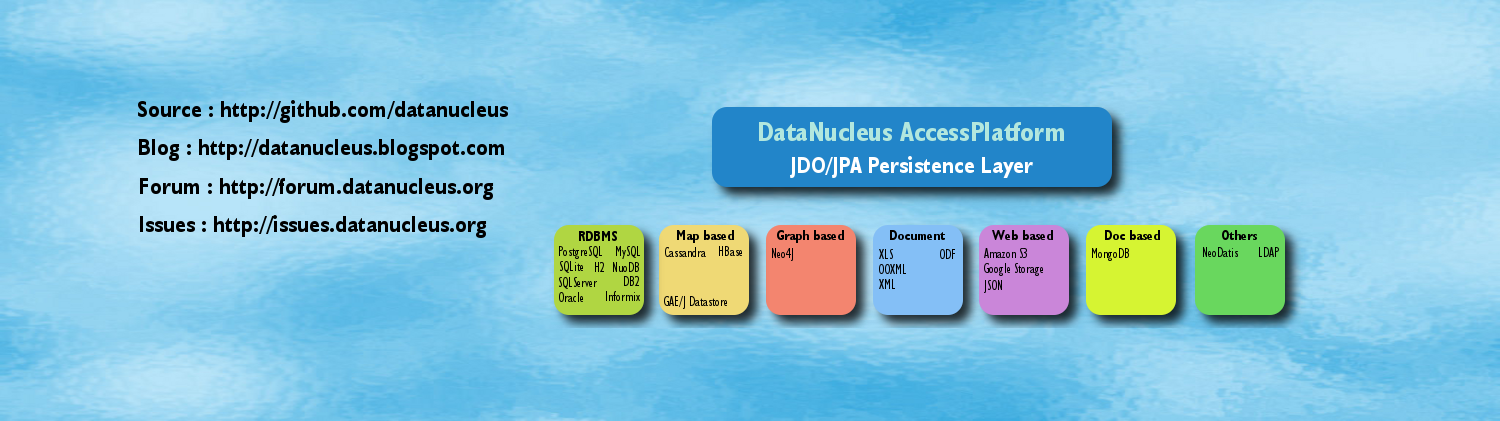 Source : http://github.com/datanucleus
Blog : http://datanucleus.blogspot.com
Forum : http://forum.datanucleus.org
Issues : http://issues.datanucleus.org
DataNucleus AccessPlatform
JDO/JPA Persistence Layer
RDBMS
PostgreSQL MySQL
SQLite H2 NuoDB
SQLServer DB2
Oracle Informix
Map based
Cassandra HBase
GAE/J Datastore
Graph based
Neo4J
Document
XLS ODF
OOXML
XML
Web based
Amazon S3
Google Storage
JSON
Doc based
MongoDB
Others
NeoDatis LDAP